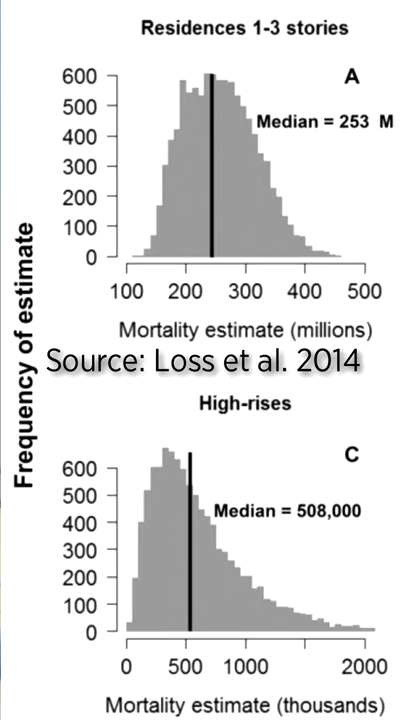 Residences 1-3 stories
A
Median = 253 M
600
500
400
300
200
100
0
100 200 300 400 500
Mortality estimate (millions)
Frequency of estimate
Source: Loss et al. 2014
High-rises
C
Median = 508,000
600
500
400
300
200
100
0
0 500 1000 2000
Mortality estimate (thousands)